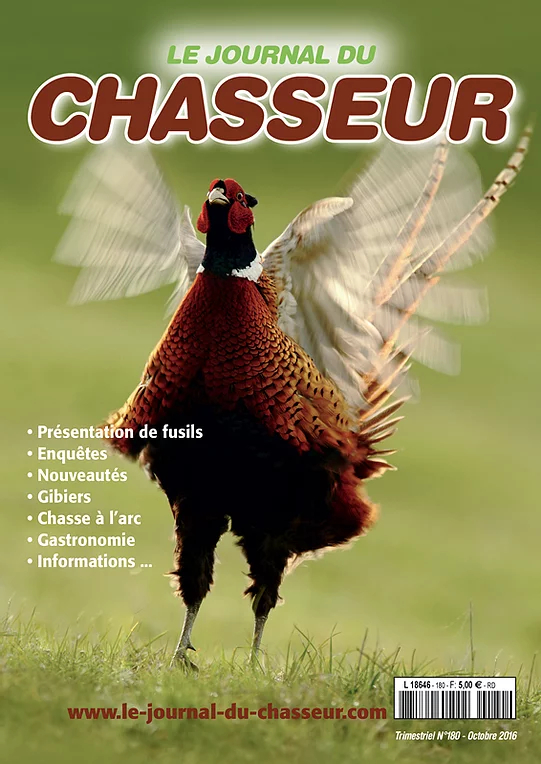 LE JOURNAL DU
CHASSEUR
• Présentation de fusils
• Enquêtes
• Nouveautés
• Gibiers
• Chasse à l'arc
• Gastronomie
• Informations ...
www.le-journal-du-chasseur.com
L 18646 - 180 - F: 5,00 € - RD
Trimestriel N°180 - Octobre 2016